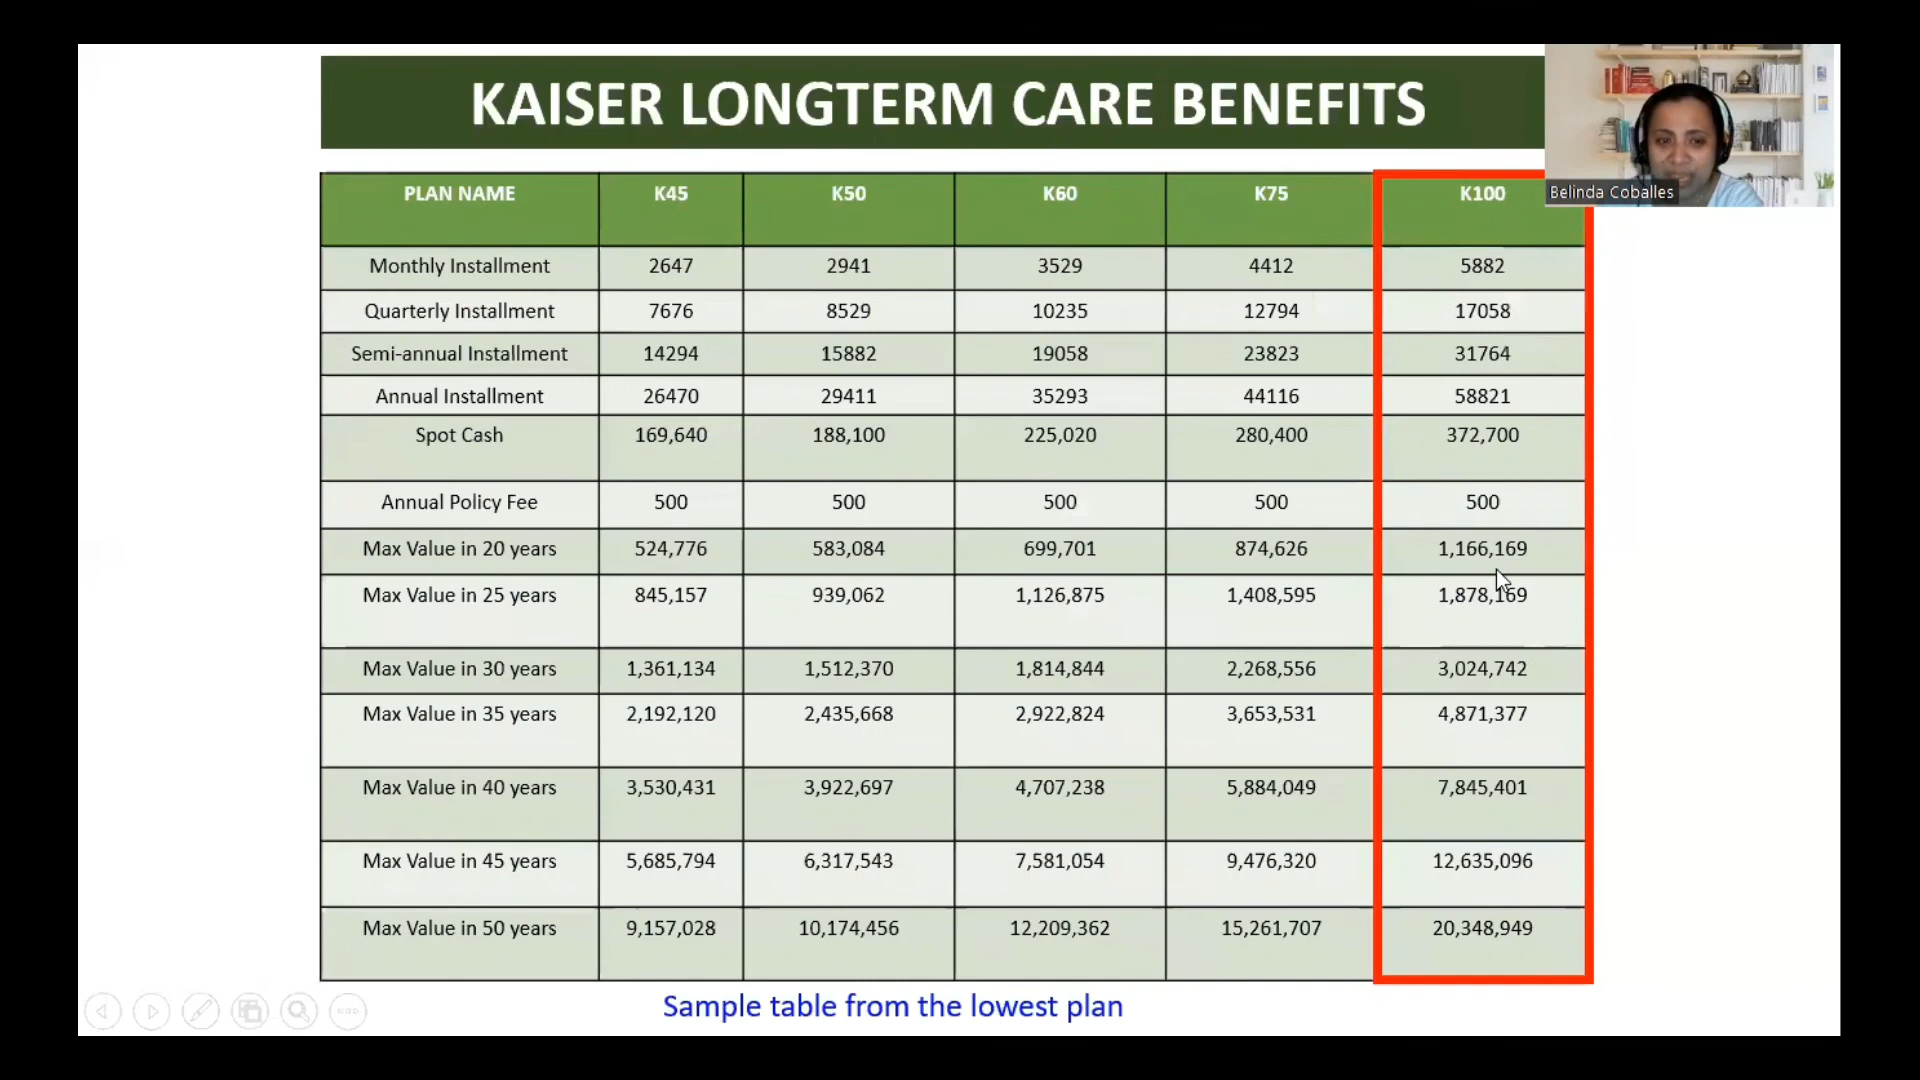 KAISER LONGTERM CARE BENEFITS
Belinda Coballes
PLAN NAME K45 K50 K60 K75 K100
Monthly Installment 2647 2941 3529 4412 5882
Quarterly Installment 7676 8529 10235 12794 17058
Semi-annual Installment 14294 15882 19058 23823 31764
Annual Installment 26470 29411 35293 44116 58821
Spot Cash 169,640 188,100 225,020 280,400 372,700
Annual Policy Fee 500 500 500 500 500
Max Value in 20 years 524,776 583,084 699,701 874,626 1,166,169
Max Value in 25 years 845,157 939,062 1,126,875 1,408,595 1,878,169
Max Value in 30 years 1,361,134 1,512,370 1,814,844 2,268,556 3,024,742
Max Value in 35 years 2,192,120 2,435,668 2,922,824 3,653,531 4,871,377
Max Value in 40 years 3,530,431 3,922,697 4,707,238 5,884,049 7,845,401
Max Value in 45 years 5,685,794 6,317,543 7,581,054 9,476,320 12,635,096
Max Value in 50 years 9,157,028 10,174,456 12,209,362 15,261,707 20,348,949
Sample table from the lowest plan